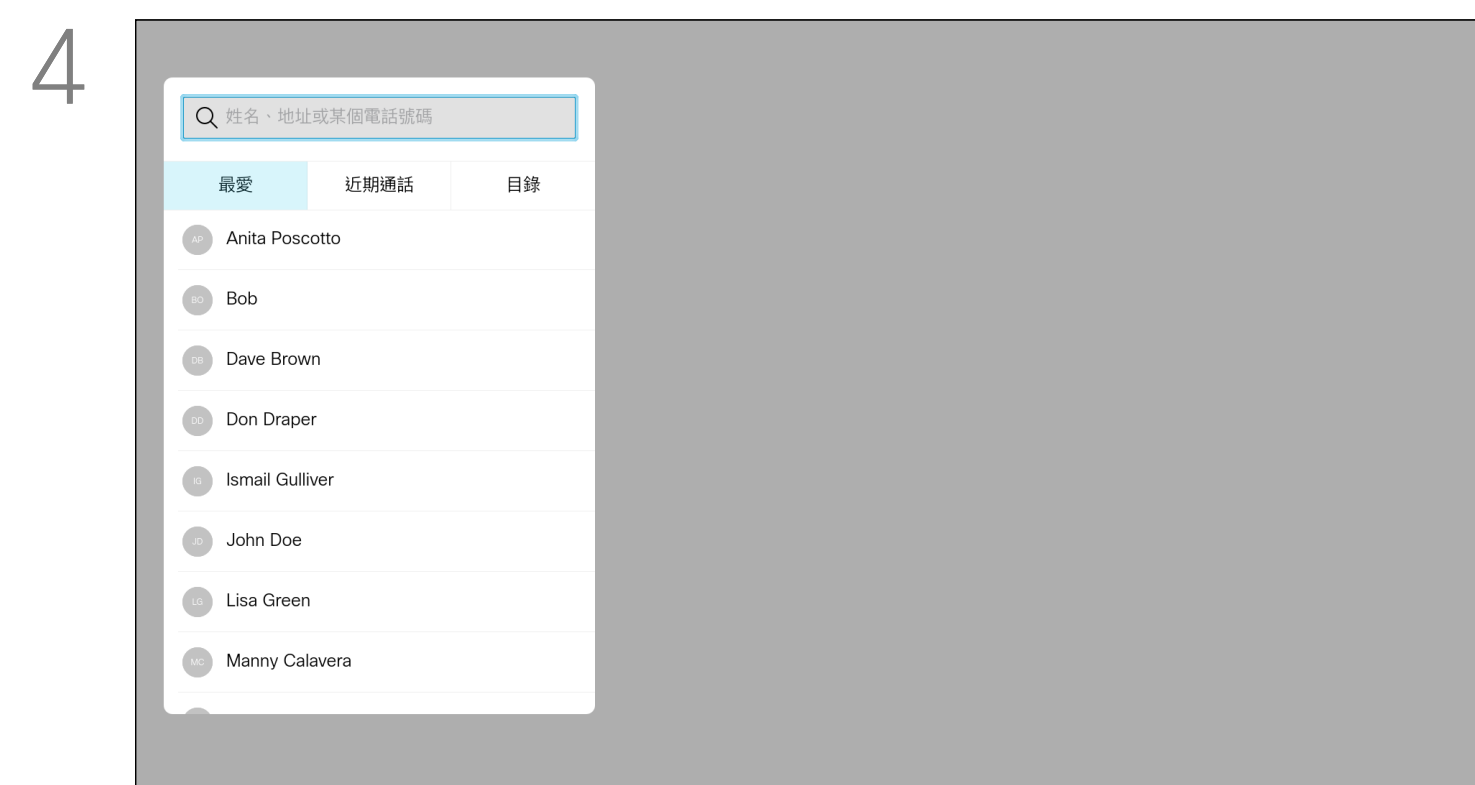 4
姓名、地址或某個電話號碼
最愛 近期通話 目錄
AP Anita Poscotto
BO Bob
DB Dave Brown
DD Don Draper
IG Ismail Gulliver
JD John Doe
LG Lisa Green
MC Manny Calavera